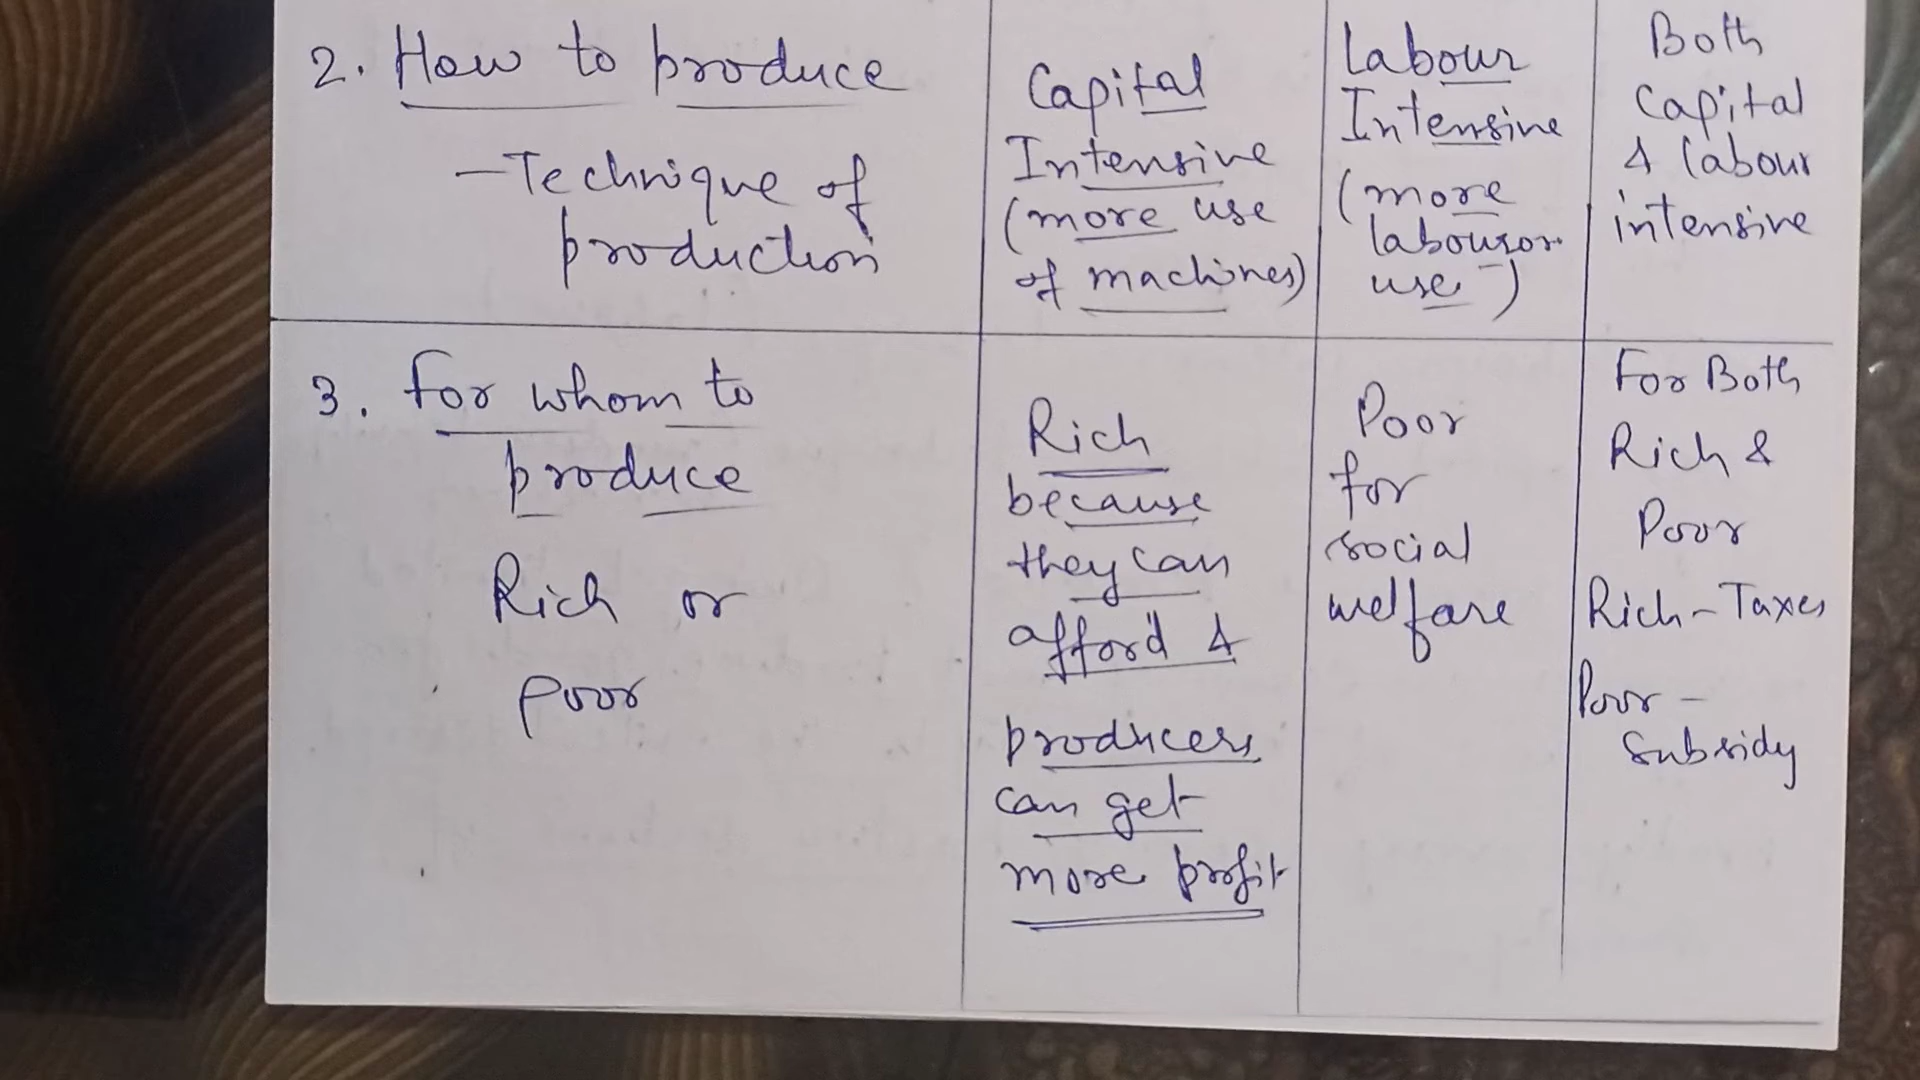 2. How to produce
- Technique of
production
Capital
Intensive
(more use
of machines)
Labour
Intensive
(more
labour or
use -)
Both
Capital
& labour
intensive
3. for whom to
produce
Rich or
poor
Rich
because
they can
afford &
producers
can get
more profit
Poor
for
social
welfare
For Both
Rich &
Poor
Rich - Taxes
Poor -
Subsidy